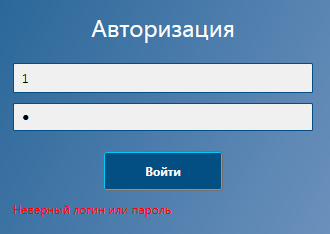 Авторизация
1
●
Войти
Неверный логин или пароль